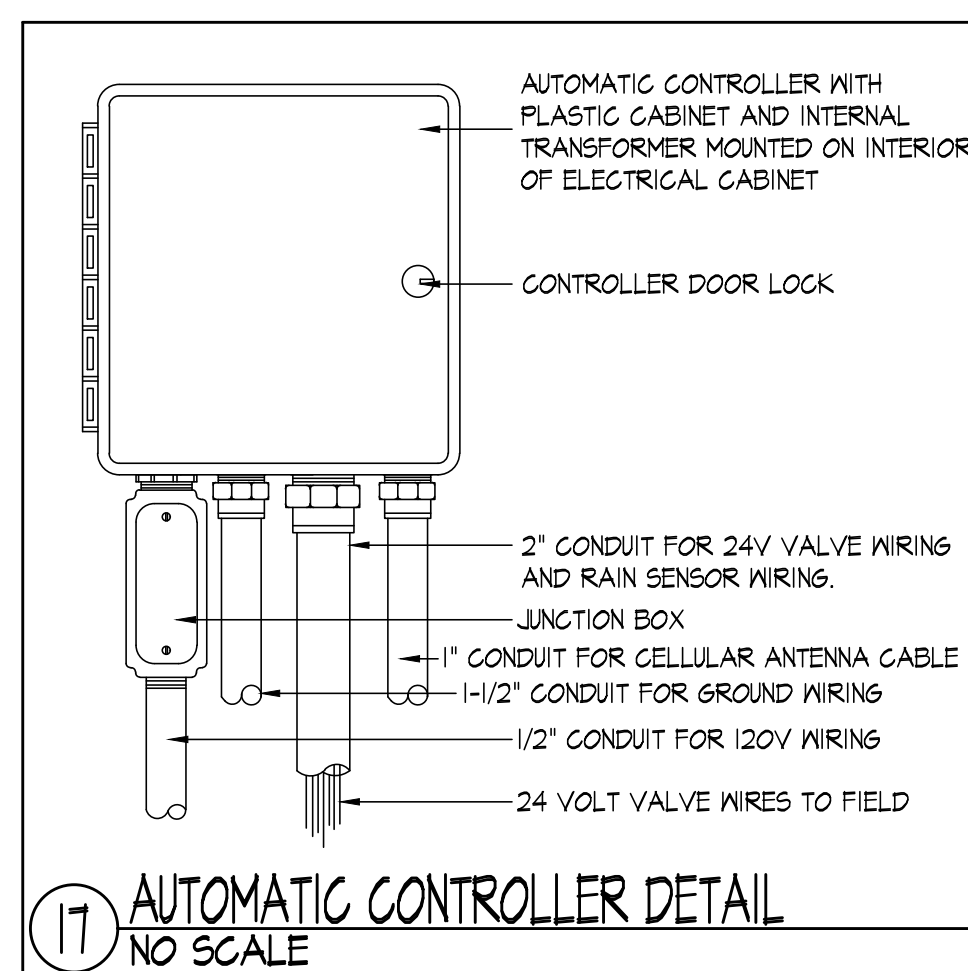 AUTOMATIC CONTROLLER WITH
PLASTIC CABINET AND INTERNAL
TRANSFORMER MOUNTED ON INTERIOR
OF ELECTRICAL CABINET
CONTROLLER DOOR LOCK
2" CONDUIT FOR 24V VALVE WIRING
AND RAIN SENSOR WIRING.
JUNCTION BOX
1" CONDUIT FOR CELLULAR ANTENNA CABLE
1-1/2" CONDUIT FOR GROUND WIRING
1/2" CONDUIT FOR 120V WIRING
24 VOLT VALVE WIRES TO FIELD
17 AUTOMATIC CONTROLLER DETAIL
NO SCALE